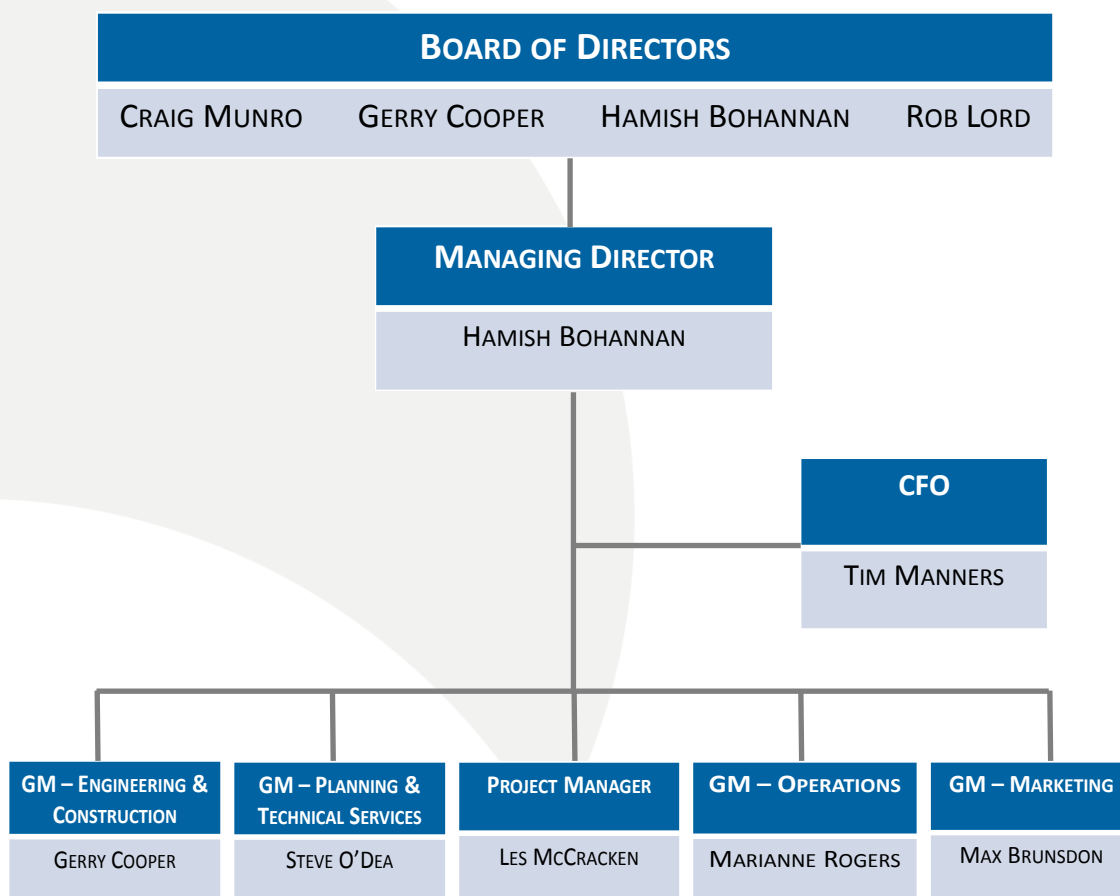 BOARD OF DIRECTORS
CRAIG MUNRO GERRY COOPER HAMISH BOHANNAN ROB LORD
MANAGING DIRECTOR
HAMISH BOHANNAN
CFO
TIM MANNERS
GM – ENGINEERING &
CONSTRUCTION
GERRY COOPER
GM – PLANNING &
TECHNICAL SERVICES
STEVE O’DEA
PROJECT MANAGER
LES MCCRACKEN
GM – OPERATIONS
MARIANNE ROGERS
GM – MARKETING
MAX BRUNSDON